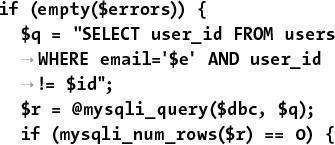 if (empty($errors)) {
$q = "SELECT user_id FROM users
→WHERE email='$e' AND user_id
→!= $id";
$r = @mysqli_query($dbc, $q);
if (mysqli_num_rows($r) == 0) {